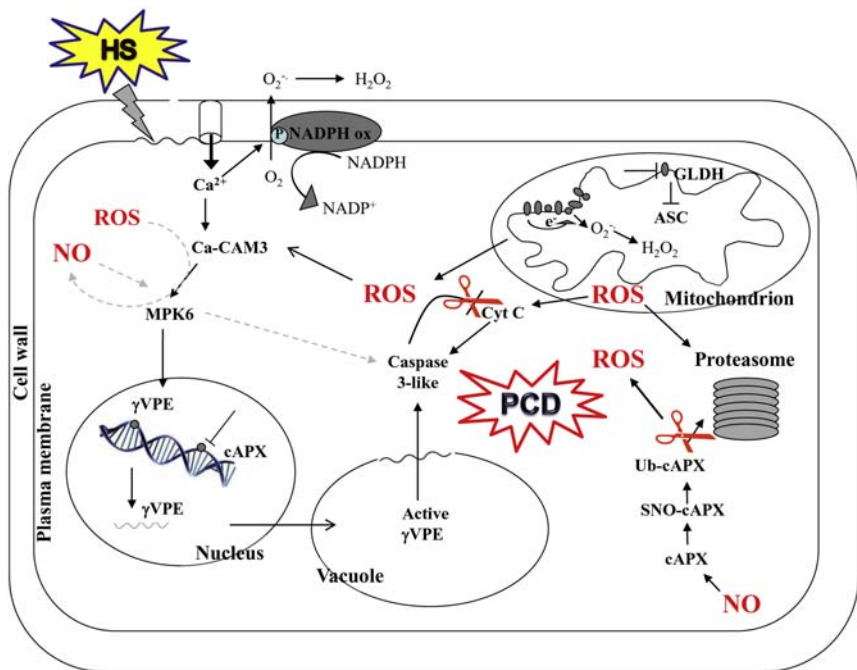 HS
O₂⁻· H₂O₂
P NADPH ox
NADPH
O₂
NADP⁺
Ca²⁺
ROS
NO
Ca-CAM3
MPK6
GLDH
ASC
e⁻
O₂⁻·
H₂O₂
Mitochondrion
ROS
Cyt C
ROS
Caspase
3-like
PCD
ROS
Proteasome
Ub-cAPX
SNO-cAPX
cAPX
NO
γVPE
cAPX
γVPE
Nucleus
Active
γVPE
Vacuole
Cell wall
Plasma membrane